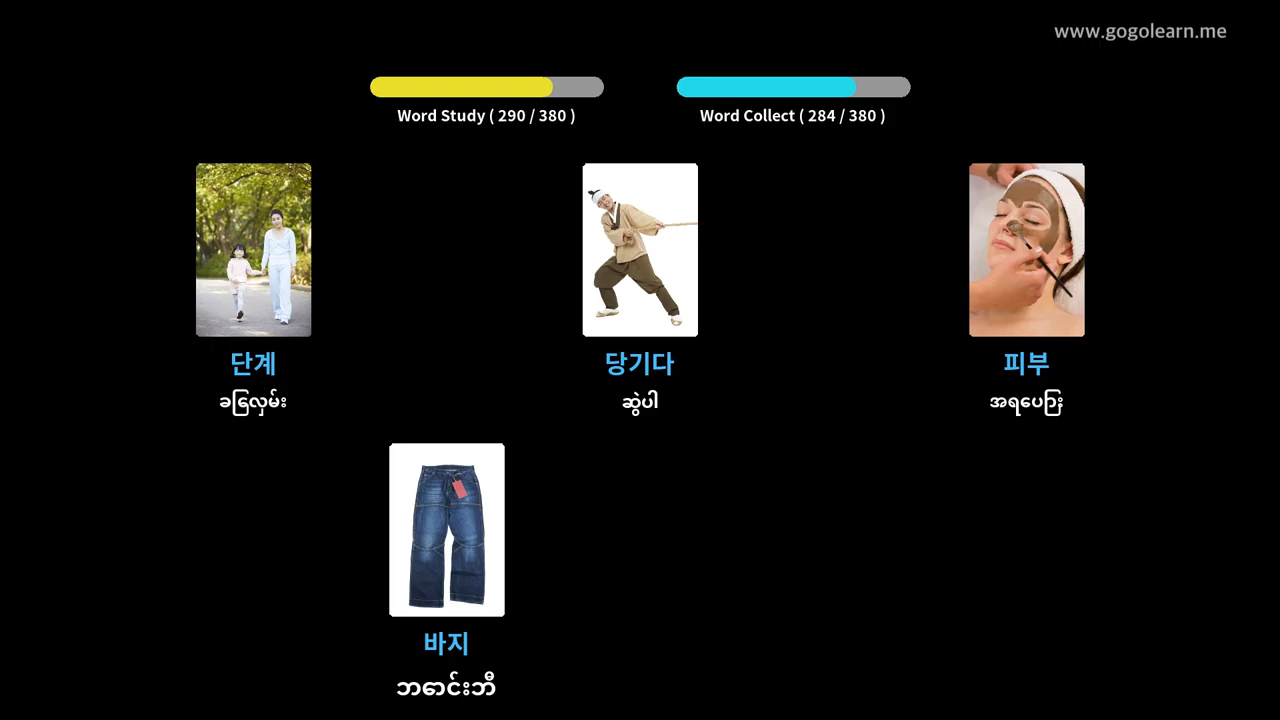 www.gogolearn.me
Word Study ( 290 / 380 )
Word Collect ( 284 / 380 )
단계
당기다
피부
ခြေလှမ်း
ဆွဲပါ
အရေပြား
바지
ဘောင်းဘီ